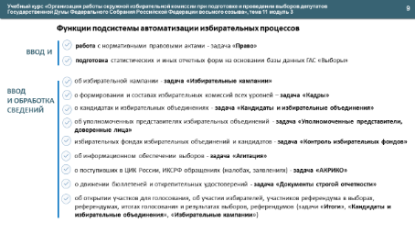 Учебный курс «Организация работы окружной избирательной комиссии при подготовке и проведении выборов депутатов
Государственной Думы Федерального Собрания Российской Федерации восьмого созыва», тема 11 модуль 3
9
Функции подсистемы автоматизации избирательных процессов
ВВОД И
работа с нормативными правовыми актами - задача «Право»
подготовка статистических и иных отчетных форм на основании базы данных ГАС «Выборы»
ВВОД
И ОБРАБОТКА
СВЕДЕНИЙ
об избирательной кампании - задача «Избирательные кампании»
о формировании и составах избирательных комиссий всех уровней – задача «Кадры»
о кандидатах и избирательных объединениях - задача «Кандидаты и избирательные объединения»
об уполномоченных представителях избирательных объединений - задача «Уполномоченные представители,
доверенные лица»
избирательных фондах избирательных объединений и кандидатов - задача «Контроль избирательных фондов»
об информационном обеспечении выборов - задача «Агитация»
о поступивших в ЦИК России, ИКСРФ обращениях (жалобах, заявлениях) - задача «АКРИКО»
о движении бюллетеней и открепительных удостоверений - задача «Документы строгой отчетности»
об открытии участков для голосования, об участии избирателей, участников референдума в выборах,
референдумах, итогах голосования и результатах выборов, референдумов (задачи «Итоги», «Кандидаты и
избирательные объединения», «Избирательные кампании»)